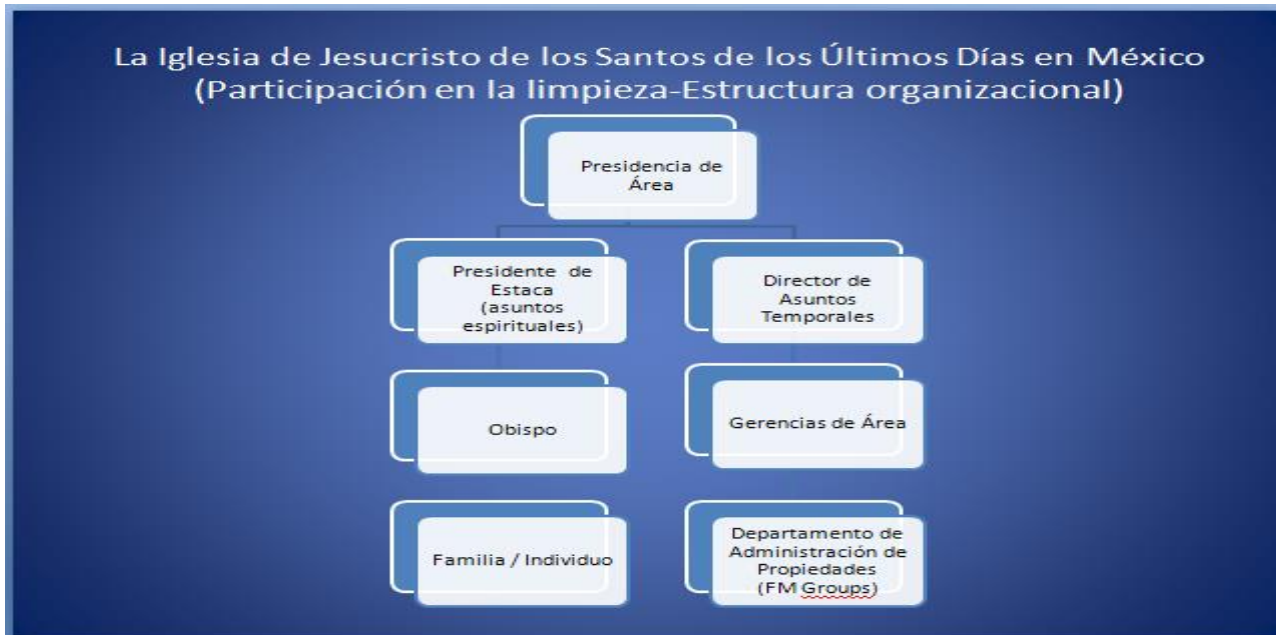 La Iglesia de Jesucristo de los Santos de los Últimos Días en México
(Participación en la limpieza-Estructura organizacional)
Presidencia de
Área
Presidente de
Estaca
(asuntos
espirituales)
Director de
Asuntos
Temporales
Obispo
Gerencias de Área
Familia / Individuo
Departamento de
Administración de
Propiedades
(FM Groups)